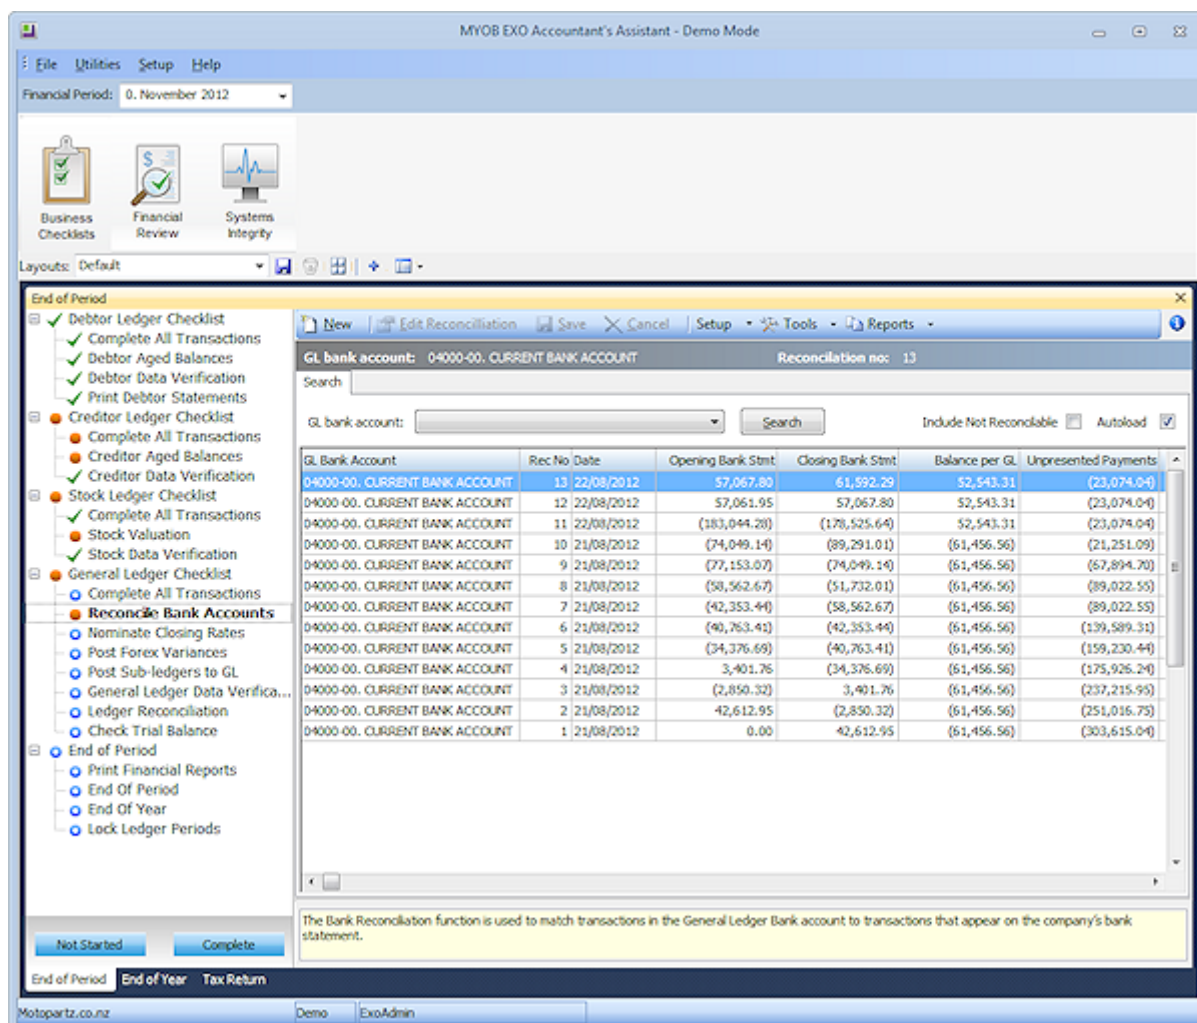 MYOB EXO Accountant's Assistant - Demo Mode
File Utilities Setup Help
Financial Period: 0. November 2012
Business Checklists
Financial Review
Systems Integrity
Layouts: Default
End of Period
Debtor Ledger Checklist
Complete All Transactions
Debtor Aged Balances
Debtor Data Verification
Print Debtor Statements
Creditor Ledger Checklist
Complete All Transactions
Creditor Aged Balances
Creditor Data Verification
Stock Ledger Checklist
Complete All Transactions
Stock Valuation
Stock Data Verification
General Ledger Checklist
Complete All Transactions
Reconcile Bank Accounts
Nominate Closing Rates
Post Forex Variances
Post Sub-ledgers to GL
General Ledger Data Verifica...
Ledger Reconciliation
Check Trial Balance
End of Period
Print Financial Reports
End Of Period
End Of Year
Lock Ledger Periods
Not Started Complete
New Edit Reconcilliation Save Cancel Setup Tools Reports
GL bank account: 04000-00. CURRENT BANK ACCOUNT Reconcilation no: 13
Search
GL bank account: Search Include Not Reconcilable Autoload
GL Bank Account Rec No Date Opening Bank Stmt Closing Bank Stmt Balance per GL Unpresented Payments
04000-00. CURRENT BANK ACCOUNT 13 22/08/2012 57,067.80 61,592.29 52,543.31 (23,074.04)
04000-00. CURRENT BANK ACCOUNT 12 22/08/2012 57,061.95 57,067.80 52,543.31 (23,074.04)
04000-00. CURRENT BANK ACCOUNT 11 22/08/2012 (183,044.28) (178,525.64) 52,543.31 (23,074.04)
04000-00. CURRENT BANK ACCOUNT 10 21/08/2012 (74,049.14) (89,291.01) (61,456.56) (21,251.09)
04000-00. CURRENT BANK ACCOUNT 9 21/08/2012 (77,153.07) (74,049.14) (61,456.56) (67,894.70)
04000-00. CURRENT BANK ACCOUNT 8 21/08/2012 (58,562.67) (51,732.01) (61,456.56) (89,022.55)
04000-00. CURRENT BANK ACCOUNT 7 21/08/2012 (42,353.44) (58,562.67) (61,456.56) (89,022.55)
04000-00. CURRENT BANK ACCOUNT 6 21/08/2012 (40,763.41) (42,353.44) (61,456.56) (139,589.31)
04000-00. CURRENT BANK ACCOUNT 5 21/08/2012 (34,376.69) (40,763.41) (61,456.56) (159,230.44)
04000-00. CURRENT BANK ACCOUNT 4 21/08/2012 3,401.76 (34,376.69) (61,456.56) (175,926.24)
04000-00. CURRENT BANK ACCOUNT 3 21/08/2012 (2,850.32) 3,401.76 (61,456.56) (237,215.95)
04000-00. CURRENT BANK ACCOUNT 2 21/08/2012 42,612.95 (2,850.32) (61,456.56) (251,016.75)
04000-00. CURRENT BANK ACCOUNT 1 21/08/2012 0.00 42,612.95 (61,456.56) (303,615.04)
The Bank Reconciliation function is used to match transactions in the General Ledger Bank account to transactions that appear on the company's bank
statement.
End of Period End of Year Tax Return
Motopartz.co.nz Demo ExoAdmin